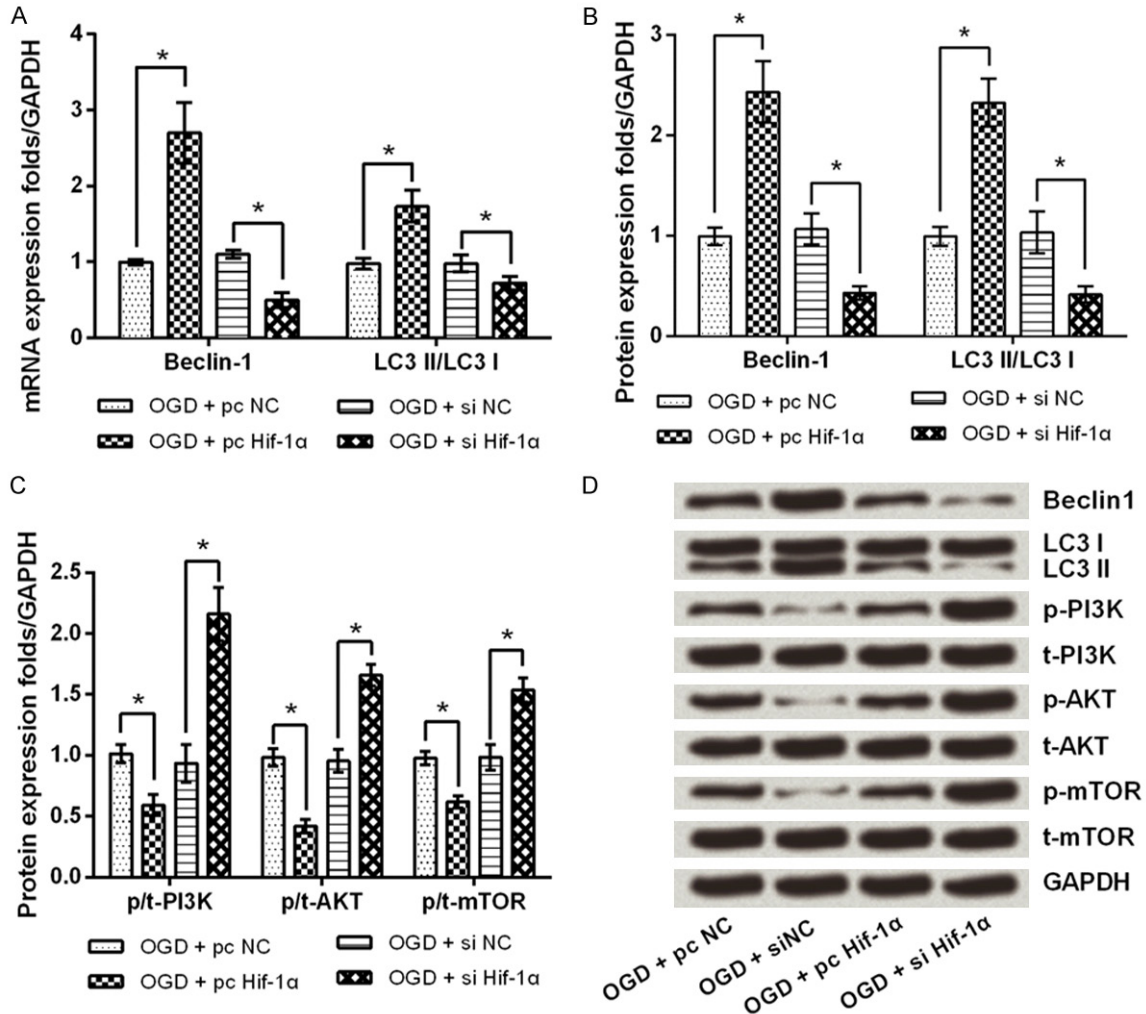 A
mRNA expression folds/GAPDH
4
3
2
1
0
*
*
*
*
Beclin-1
LC3 II/LC3 I
OGD + pc NC
OGD + si NC
OGD + pc Hif-1α
OGD + si Hif-1α
B
Protein expression folds/GAPDH
3
2
1
0
*
*
*
*
Beclin-1
LC3 II/LC3 I
OGD + pc NC
OGD + si NC
OGD + pc Hif-1α
OGD + si Hif-1α
C
Protein expression folds/GAPDH
2.5
2.0
1.5
1.0
0.5
0.0
*
*
*
*
*
*
p/t-PI3K
p/t-AKT
p/t-mTOR
OGD + pc NC
OGD + si NC
OGD + pc Hif-1α
OGD + si Hif-1α
D
Beclin1
LC3 I
LC3 II
p-PI3K
t-PI3K
p-AKT
t-AKT
p-mTOR
t-mTOR
GAPDH
OGD + pc NC
OGD + siNC
OGD + pc Hif-1α
OGD + si Hif-1α